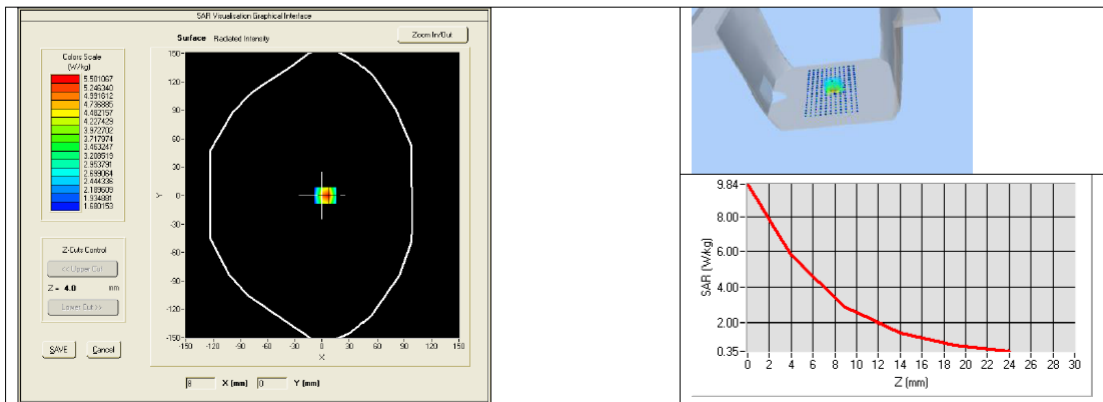 SAR Visualisation Graphical Interface
Surface Radiated Intensity
Zoom In/Out
Colors Scale
(W/kg)
5.501067
5.246340
4.991612
4.736885
4.482157
4.227429
3.972702
3.717974
3.463247
3.208519
2.953791
2.699064
2.444336
2.189609
1.934881
1.680153
150
120
90
60
30
0
-30
-60
-90
-120
-150
Y
-150 -120 -90 -60 -30 0 30 60 90 120 150
X
Z-Cuts Control
<< Upper Cut
Z = 4.0 mm
Lower Cut >>
SAVE Cancel
8 X (mm) 0 Y (mm)
9.84
8.00
6.00
4.00
2.00
0.35
SAR (W/kg)
0 2 4 6 8 10 12 14 16 18 20 22 24 26 28 30
Z (mm)